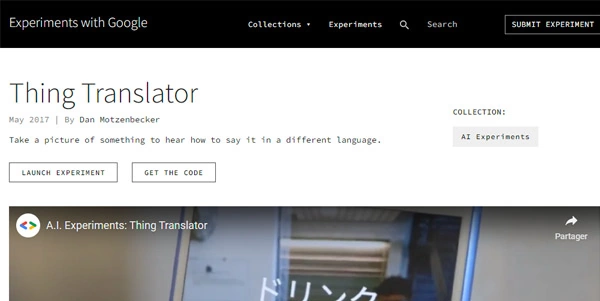 Experiments with Google
Collections ▾ Experiments Search SUBMIT EXPERIMENT
Thing Translator
May 2017 | By Dan Motzenbecker
COLLECTION:
Take a picture of something to hear how to say it in a different language.
AI Experiments
LAUNCH EXPERIMENT GET THE CODE
A.I. Experiments: Thing Translator
Partager
ドリンク